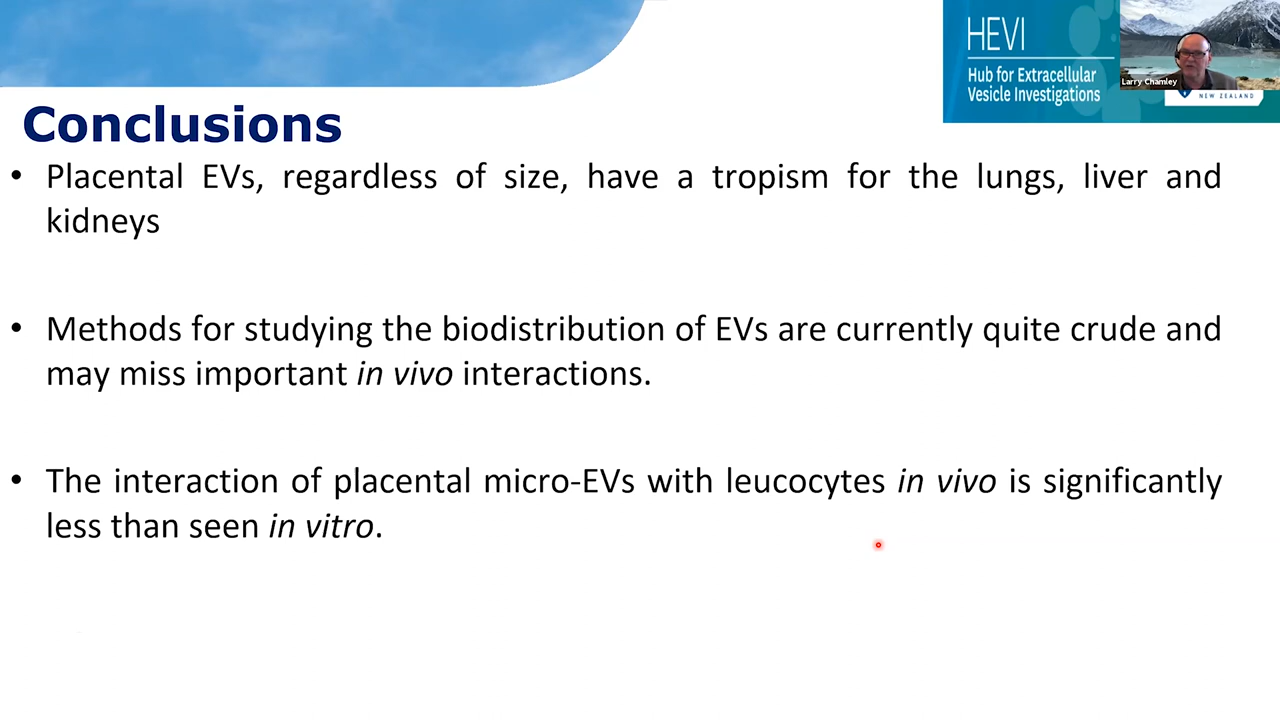 HEVI
Hub for Extracellular
Vesicle Investigations
Larry Chamley
NEW ZEALAND
Conclusions
• Placental EVs, regardless of size, have a tropism for the lungs, liver and
kidneys
• Methods for studying the biodistribution of EVs are currently quite crude and
may miss important in vivo interactions.
• The interaction of placental micro-EVs with leucocytes in vivo is significantly
less than seen in vitro.